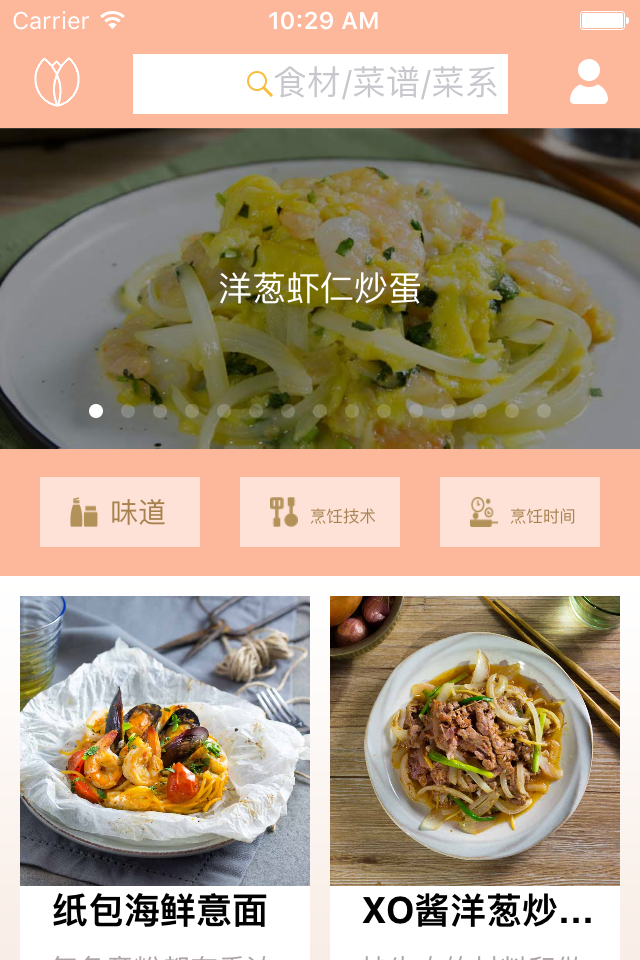 Carrier 10:29 AM
食材/菜谱/菜系
洋葱虾仁炒蛋
味道 烹饪技术 烹饪时间
纸包海鲜意面
XO酱洋葱炒...